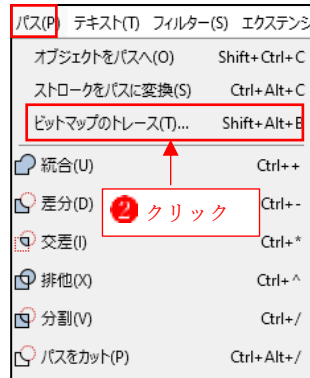 パス(P) テキスト(T) フィルター(S) エクステンシ
オブジェクトをパスへ(O) Shift+Ctrl+C
ストロークをパスに変換(S) Ctrl+Alt+C
ビットマップのトレース(T)... Shift+Alt+B
統合(U) Ctrl++
差分(D) Ctrl+-
2 クリック
交差(I) Ctrl+*
排他(X) Ctrl+^
分割(V) Ctrl+/
パスをカット(P) Ctrl+Alt+/